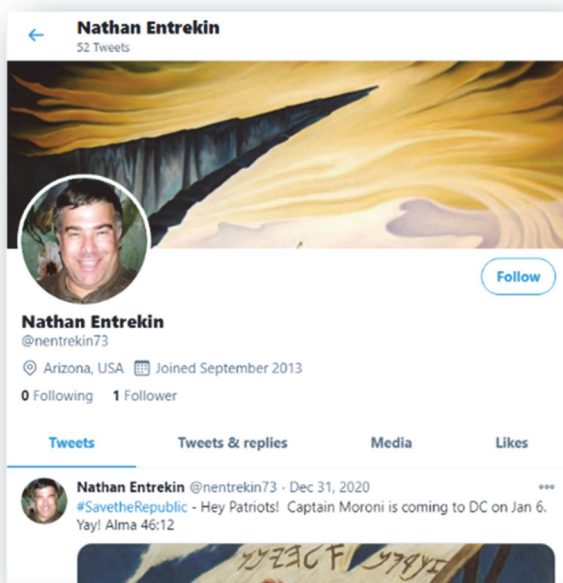 Nathan Entrekin
52 Tweets
Follow
Nathan Entrekin
@nentrekin73
Arizona, USA Joined September 2013
0 Following 1 Follower
Tweets Tweets & replies Media Likes
Nathan Entrekin @nentrekin73 · Dec 31, 2020
#SavetheRepublic - Hey Patriots! Captain Moroni is coming to DC on Jan 6.
Yay! Alma 46:12